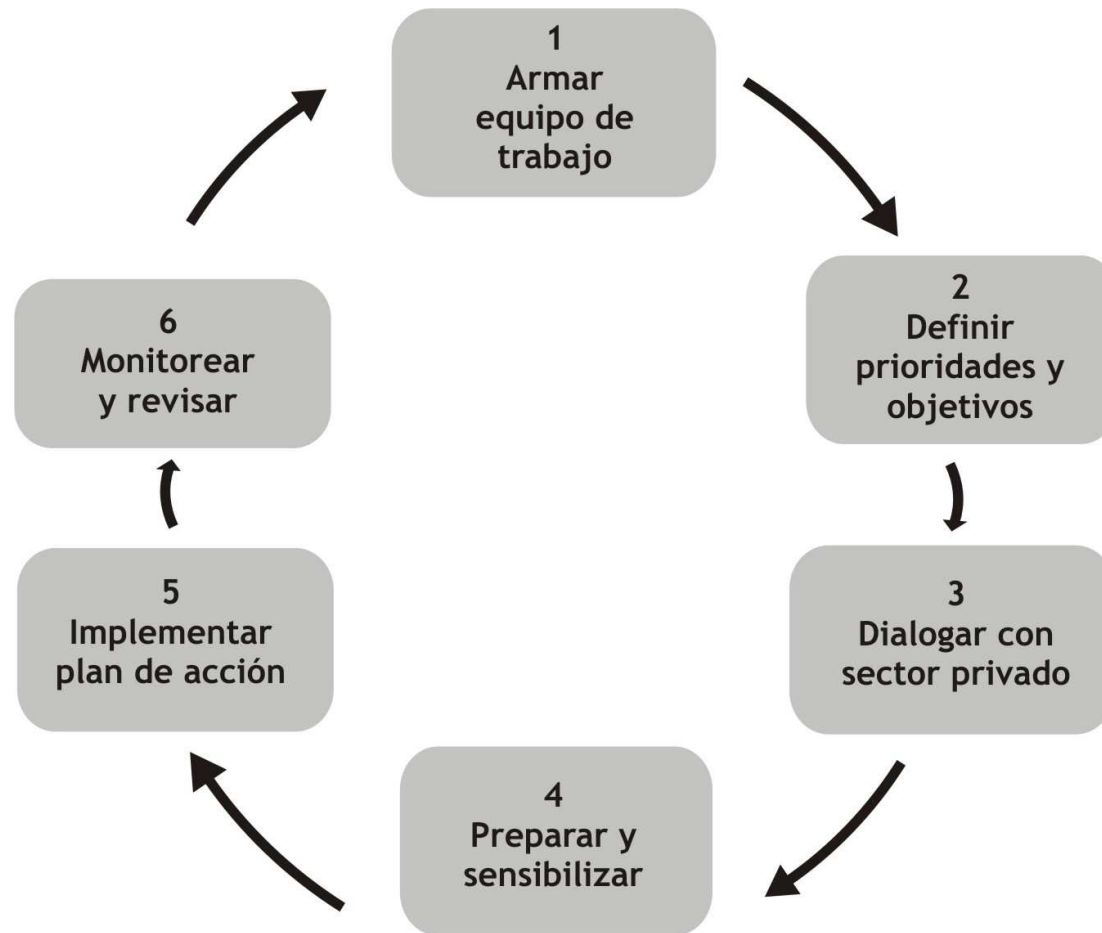 1
Armar
equipo de
trabajo
2
Definir
prioridades y
objetivos
3
Dialogar con
sector privado
4
Preparar y
sensibilizar
5
Implementar
plan de acción
6
Monitorear
y revisar